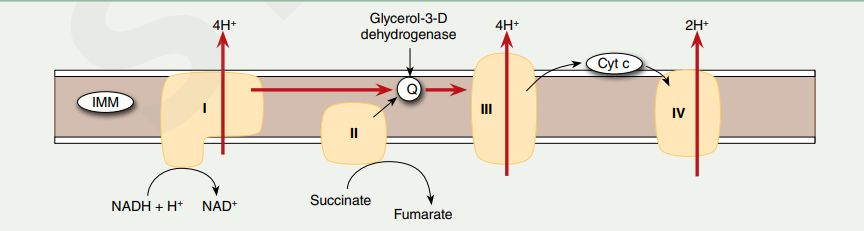 Glycerol-3-D
dehydrogenase
4H⁺
4H⁺
2H⁺
Cyt c
IMM
I
Q
II
III
IV
NADH + H⁺
NAD⁺
Succinate
Fumarate